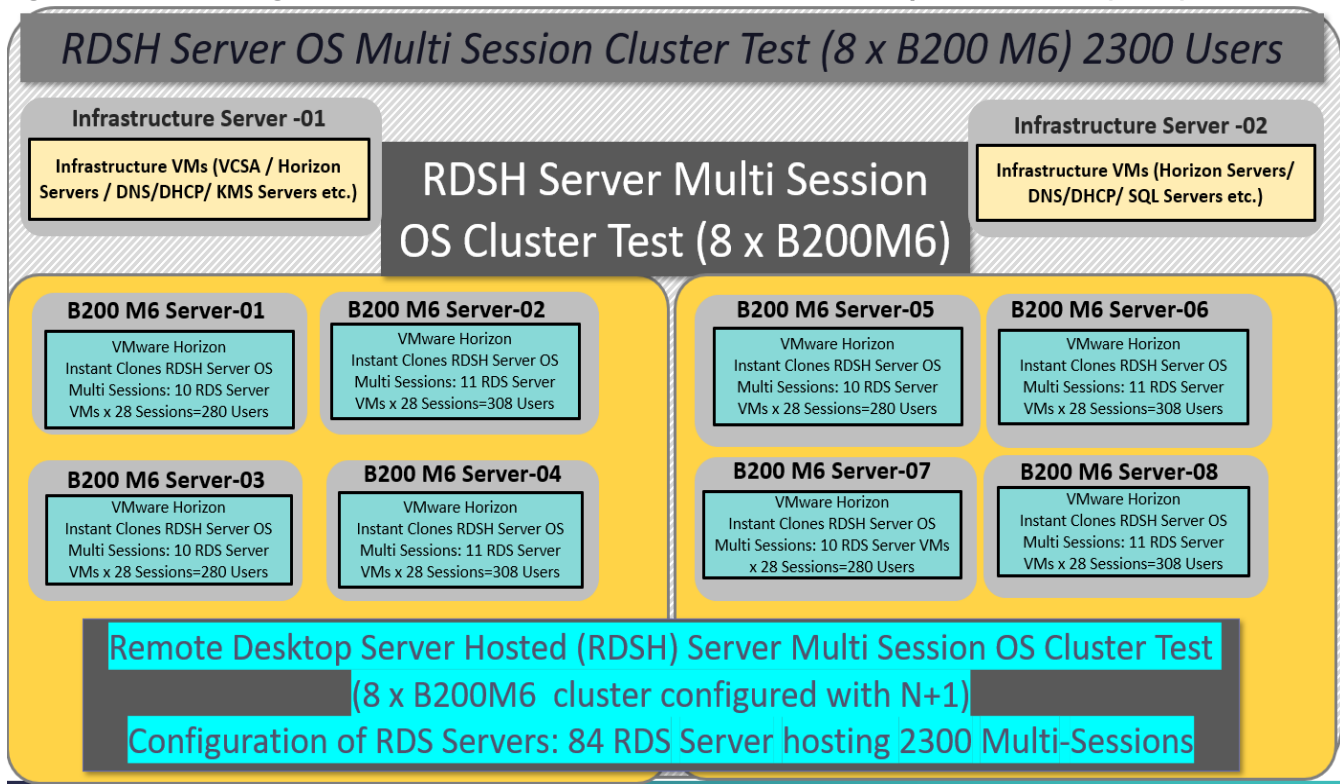 RDSH Server OS Multi Session Cluster Test (8 x B200 M6) 2300 Users
Infrastructure Server -01
Infrastructure VMs (VCSA / Horizon
Servers / DNS/DHCP/ KMS Servers etc.)
Infrastructure Server -02
Infrastructure VMs (Horizon Servers/
DNS/DHCP/ SQL Servers etc.)
RDSH Server Multi Session
OS Cluster Test (8 x B200M6)
B200 M6 Server-01
VMware Horizon
Instant Clones RDSH Server OS
Multi Sessions: 10 RDS Server
VMs x 28 Sessions=280 Users
B200 M6 Server-02
VMware Horizon
Instant Clones RDSH Server OS
Multi Sessions: 11 RDS Server
VMs x 28 Sessions=308 Users
B200 M6 Server-03
VMware Horizon
Instant Clones RDSH Server OS
Multi Sessions: 10 RDS Server
VMs x 28 Sessions=280 Users
B200 M6 Server-04
VMware Horizon
Instant Clones RDSH Server OS
Multi Sessions: 11 RDS Server
VMs x 28 Sessions=308 Users
B200 M6 Server-05
VMware Horizon
Instant Clones RDSH Server OS
Multi Sessions: 10 RDS Server
VMs x 28 Sessions=280 Users
B200 M6 Server-06
VMware Horizon
Instant Clones RDSH Server OS
Multi Sessions: 11 RDS Server
VMs x 28 Sessions=308 Users
B200 M6 Server-07
VMware Horizon
Instant Clones RDSH Server OS
Multi Sessions: 10 RDS Server VMs
x 28 Sessions=280 Users
B200 M6 Server-08
VMware Horizon
Instant Clones RDSH Server OS
Multi Sessions: 11 RDS Server
VMs x 28 Sessions=308 Users
Remote Desktop Server Hosted (RDSH) Server Multi Session OS Cluster Test
(8 x B200M6 cluster configured with N+1)
Configuration of RDS Servers: 84 RDS Server hosting 2300 Multi-Sessions